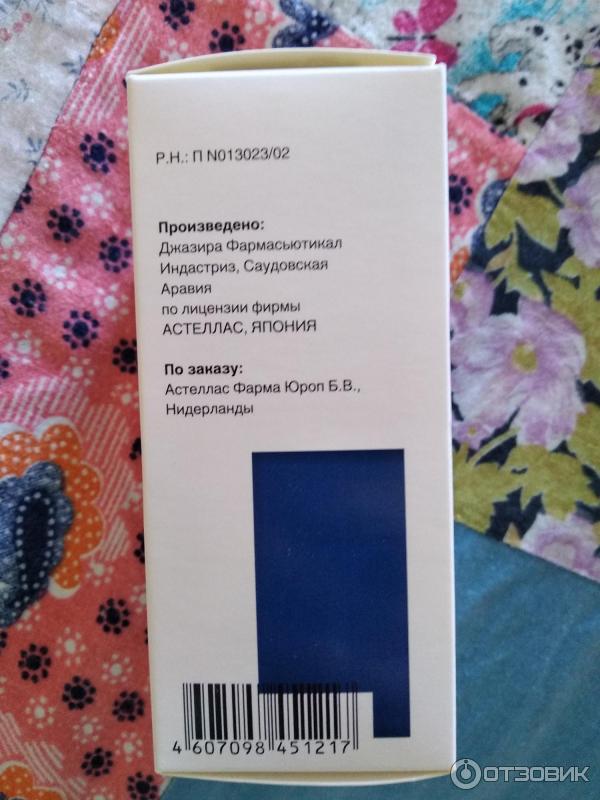 Р.Н.: П N013023/02
Произведено:
Джазира Фармасьютикал
Индастриз, Саудовская
Аравия
по лицензии фирмы
АСТЕЛЛАС, ЯПОНИЯ
По заказу:
Астеллас Фарма Юроп Б.В.,
Нидерланды
4 607098 451217
ОТЗОВИК